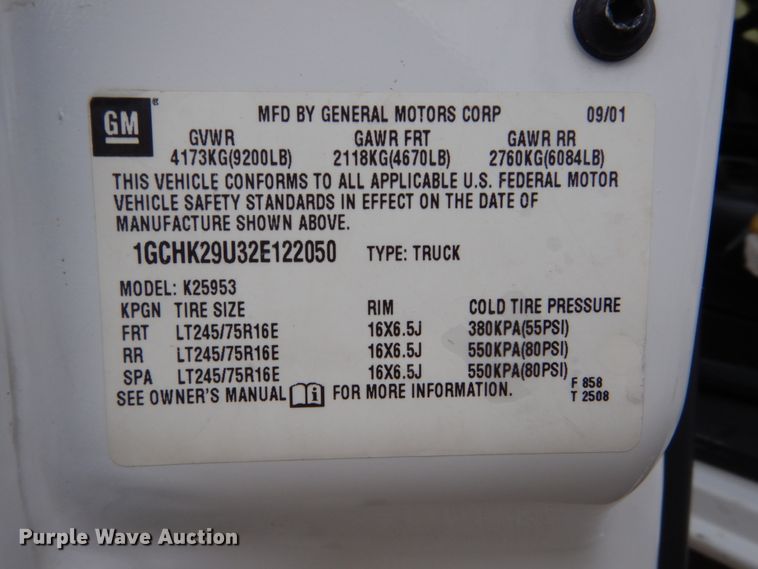 GM®
MFD BY GENERAL MOTORS CORP 09/01
GVWR GAWR FRT GAWR RR
4173KG(9200LB) 2118KG(4670LB) 2760KG(6084LB)
THIS VEHICLE CONFORMS TO ALL APPLICABLE U.S. FEDERAL MOTOR
VEHICLE SAFETY STANDARDS IN EFFECT ON THE DATE OF
MANUFACTURE SHOWN ABOVE.
1GCHK29U32E122050 TYPE: TRUCK
MODEL: K25953
KPGN TIRE SIZE RIM COLD TIRE PRESSURE
FRT LT245/75R16E 16X6.5J 380KPA(55PSI)
RR LT245/75R16E 16X6.5J 550KPA(80PSI)
SPA LT245/75R16E 16X6.5J 550KPA(80PSI)
SEE OWNER'S MANUAL i FOR MORE INFORMATION.
F 858
T 2508
Purple Wave Auction